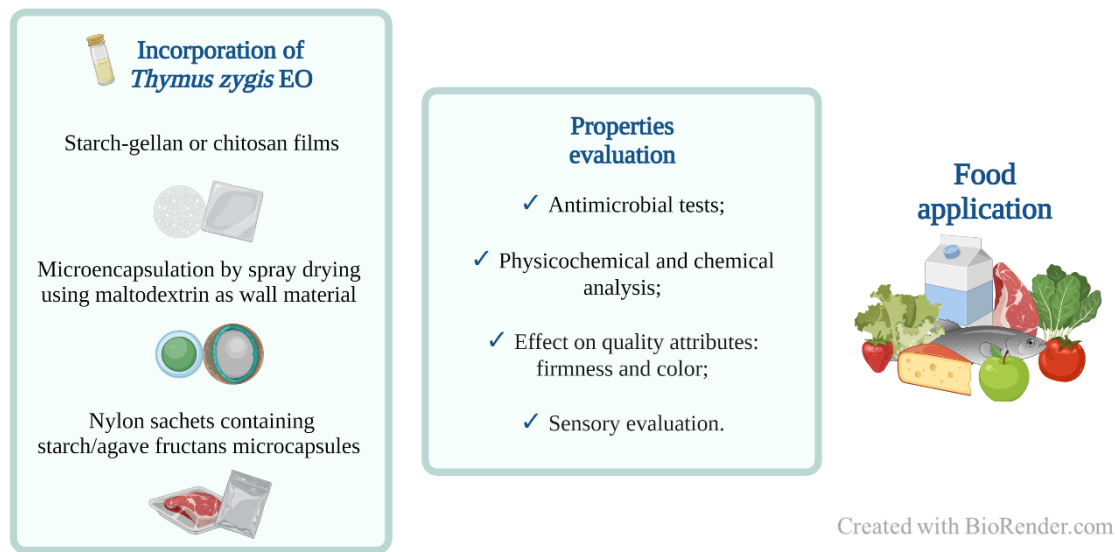 Incorporation of
Thymus zygis EO
Starch-gellan or chitosan films
Microencapsulation by spray drying
using maltodextrin as wall material
Nylon sachets containing
starch/agave fructans microcapsules
Properties
evaluation
✓ Antimicrobial tests;
✓ Physicochemical and chemical
analysis;
✓ Effect on quality attributes:
firmness and color;
✓ Sensory evaluation.
Food
application
Created with BioRender.com